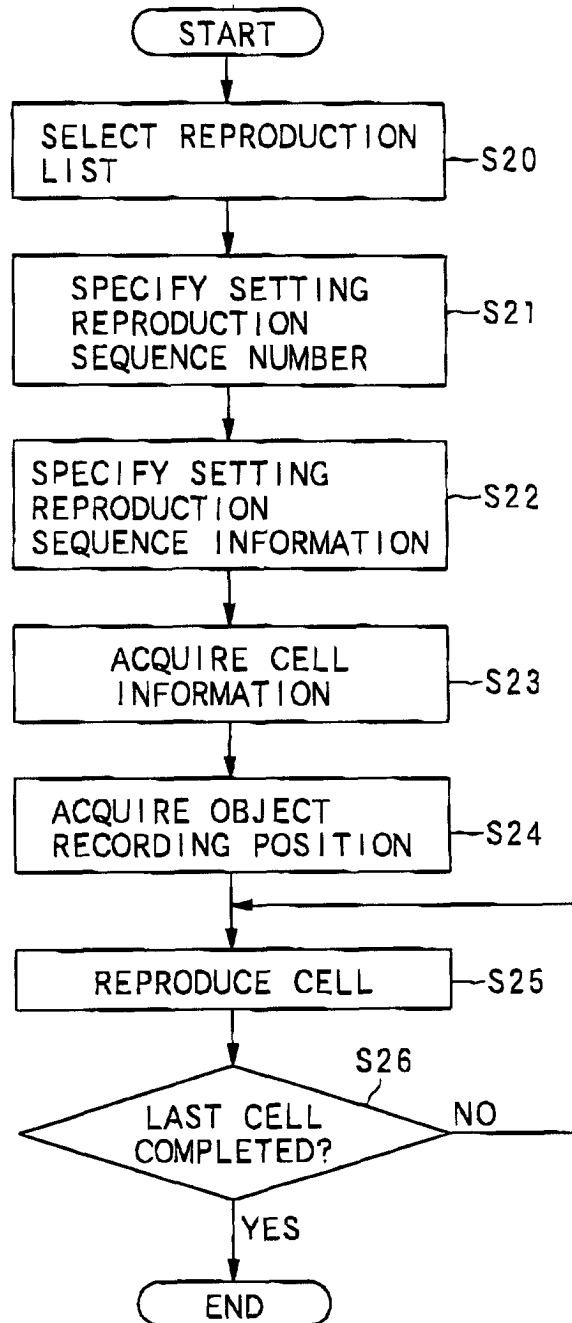 START
SELECT REPRODUCTION
LIST
S20
SPECIFY SETTING
REPRODUCTION
SEQUENCE NUMBER
S21
SPECIFY SETTING
REPRODUCTION
SEQUENCE INFORMATION
S22
ACQUIRE CELL
INFORMATION
S23
ACQUIRE OBJECT
RECORDING POSITION
S24
REPRODUCE CELL
S25
S26
LAST CELL
COMPLETED?
NO
YES
END